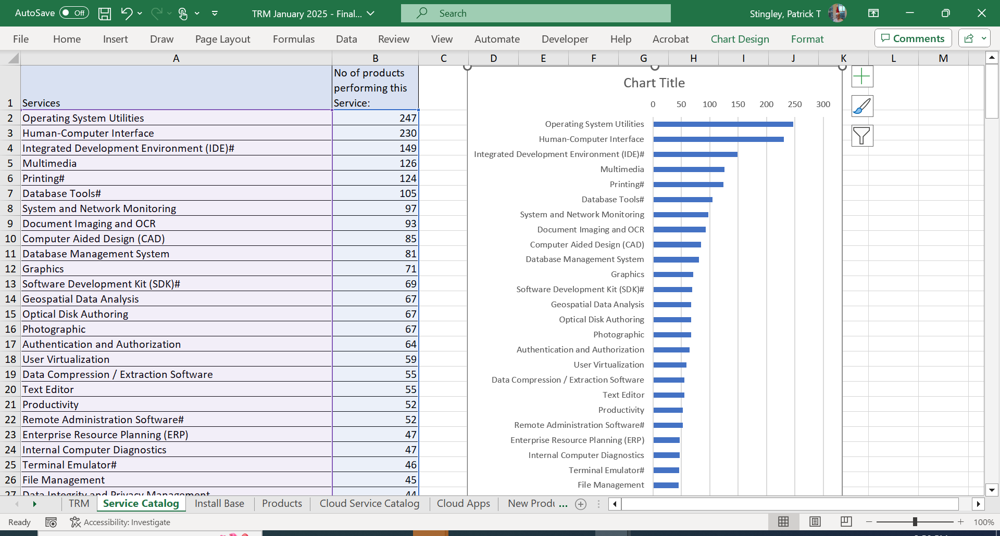 AutoSave Off TRM January 2025 - Final... Search Stingley, Patrick T
File Home Insert Draw Page Layout Formulas Data Review View Automate Developer Help Acrobat Chart Design Format Comments
A B C D E F G H I J K L M
No of products
performing this
1 Services Service:
2 Operating System Utilities 247
3 Human-Computer Interface 230
4 Integrated Development Environment (IDE)# 149
5 Multimedia 126
6 Printing# 124
7 Database Tools# 105
8 System and Network Monitoring 97
9 Document Imaging and OCR 93
10 Computer Aided Design (CAD) 85
11 Database Management System 81
12 Graphics 71
13 Software Development Kit (SDK)# 69
14 Geospatial Data Analysis 67
15 Optical Disk Authoring 67
16 Photographic 67
17 Authentication and Authorization 64
18 User Virtualization 59
19 Data Compression / Extraction Software 55
20 Text Editor 55
21 Productivity 52
22 Remote Administration Software# 52
23 Enterprise Resource Planning (ERP) 47
24 Internal Computer Diagnostics 47
25 Terminal Emulator# 46
26 File Management 45
27 Data Integrity and Privacy Management 44
Chart Title
0 50 100 150 200 250 300
Operating System Utilities
Human-Computer Interface
Integrated Development Environment (IDE)#
Multimedia
Printing#
Database Tools#
System and Network Monitoring
Document Imaging and OCR
Computer Aided Design (CAD)
Database Management System
Graphics
Software Development Kit (SDK)#
Geospatial Data Analysis
Optical Disk Authoring
Photographic
Authentication and Authorization
User Virtualization
Data Compression / Extraction Software
Text Editor
Productivity
Remote Administration Software#
Enterprise Resource Planning (ERP)
Internal Computer Diagnostics
Terminal Emulator#
File Management
TRM Service Catalog Install Base Products Cloud Service Catalog Cloud Apps New Produ ...
Ready Accessibility: Investigate 100%